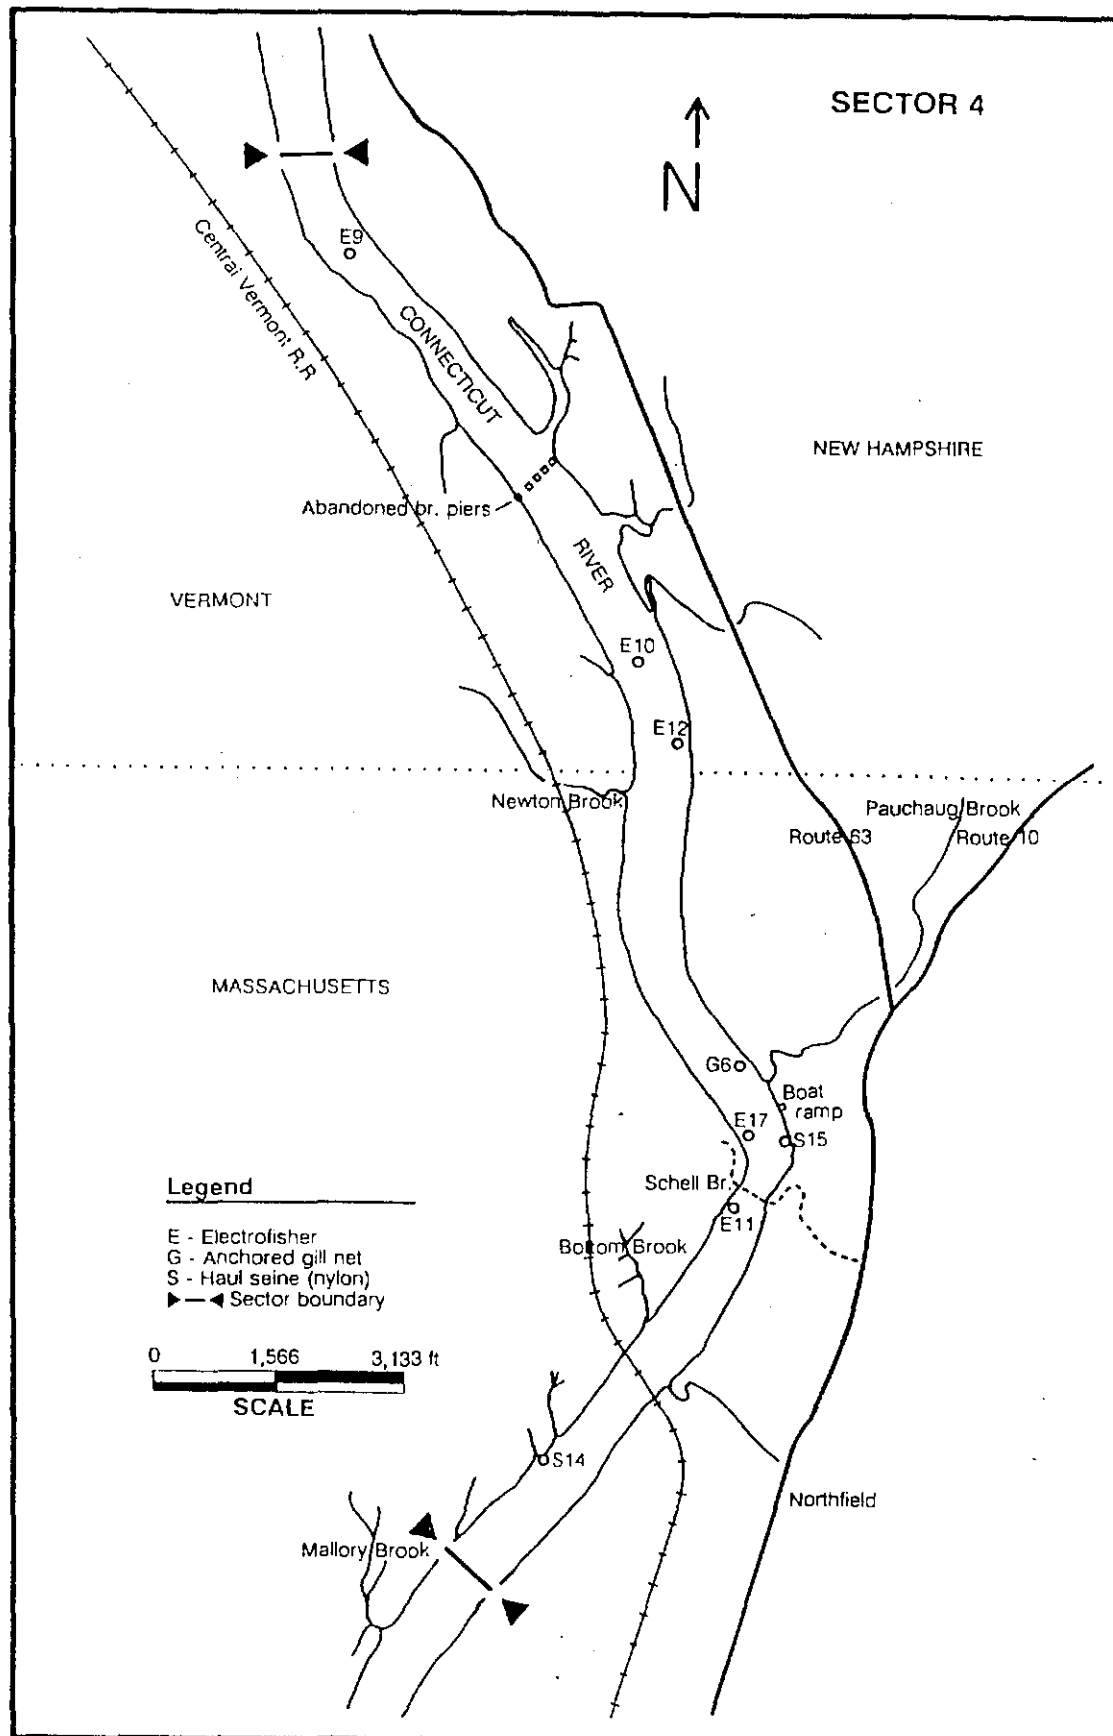 SECTOR 4
N
E9
Central Vermont R.R
CONNECTICUT
NEW HAMPSHIRE
Abandoned br. piers
RIVER
VERMONT
E10
E12
Newton Brook
Pauchaug Brook
Route 63
Route 10
MASSACHUSETTS
G6
Boat
ramp
E17
S15
Schell Br.
E11
Bottom Brook
Legend
E - Electrofisher
G - Anchored gill net
S - Haul seine (nylon)
Sector boundary
0 1,566 3,133 ft
SCALE
S14
Northfield
Mallory Brook